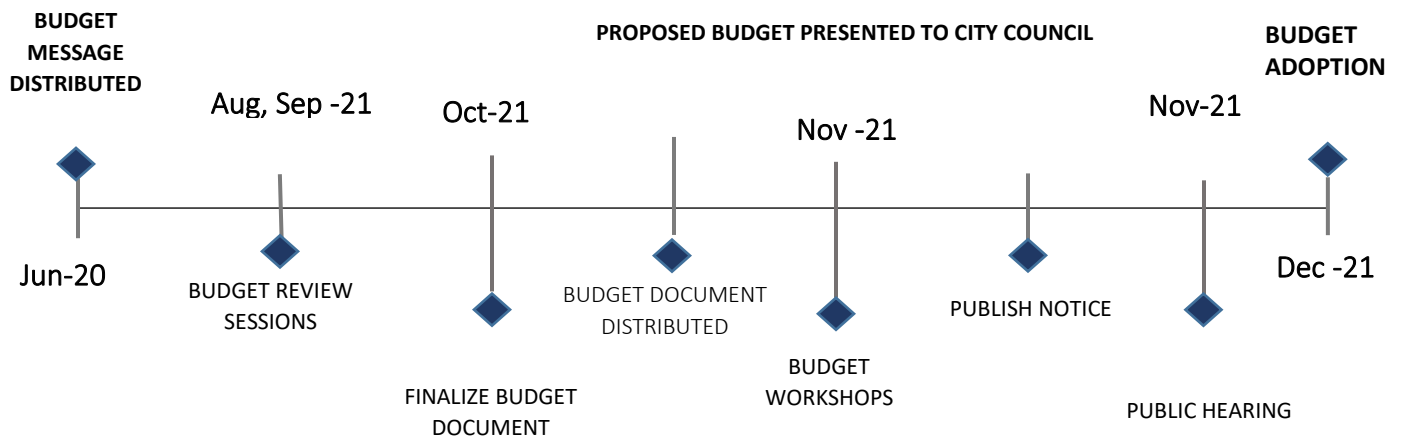 BUDGET
MESSAGE
DISTRIBUTED
PROPOSED BUDGET PRESENTED TO CITY COUNCIL
BUDGET
ADOPTION
Aug, Sep -21
Oct-21
Nov -21
Nov-21
Jun-20
Dec -21
BUDGET REVIEW
SESSIONS
BUDGET DOCUMENT
DISTRIBUTED
PUBLISH NOTICE
FINALIZE BUDGET
DOCUMENT
BUDGET
WORKSHOPS
PUBLIC HEARING